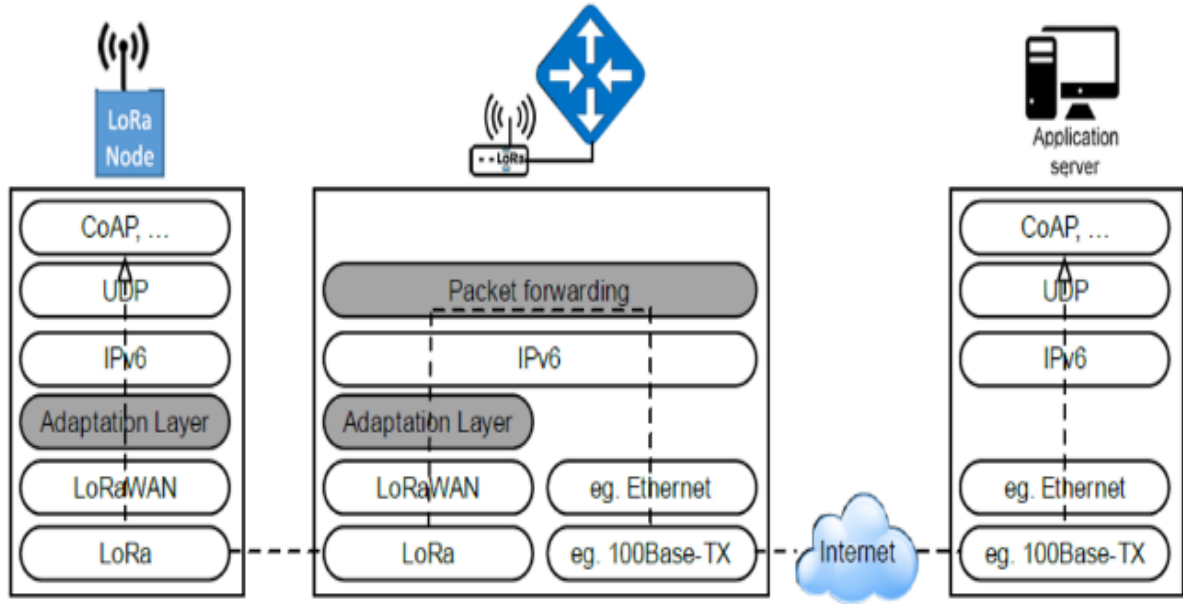 LoRa
Node
CoAP, ...
UDP
IPv6
Adaptation Layer
LoRaWAN
LoRa
LoRa
Packet forwarding
IPv6
Adaptation Layer
LoRaWAN
eg. Ethernet
LoRa
eg. 100Base-TX
Internet
Application
server
CoAP, ...
UDP
IPv6
eg. Ethernet
eg. 100Base-TX